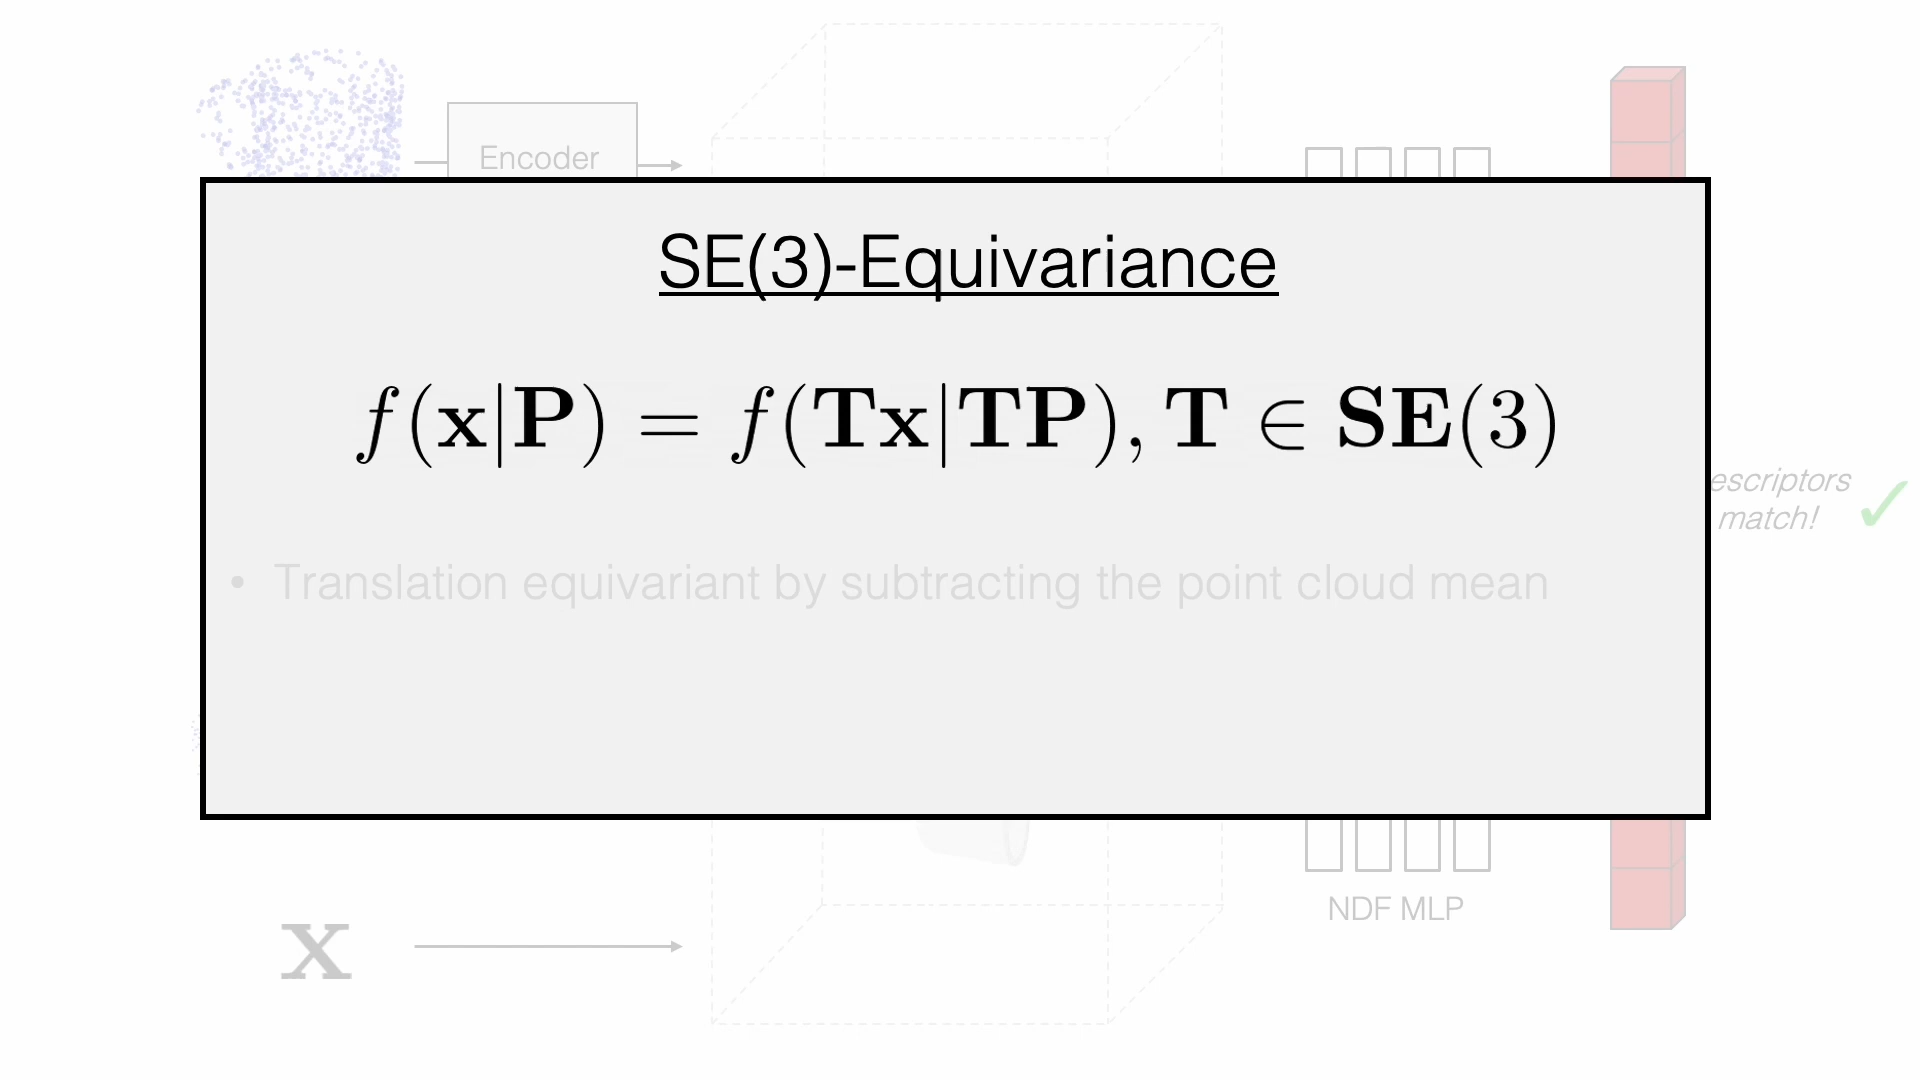 Encoder
SE(3)-Equivariance
f(x|P) = f(Tx|TP), T ∈ SE(3)
escriptors
match!
• Translation equivariant by subtracting the point cloud mean
NDF MLP
x